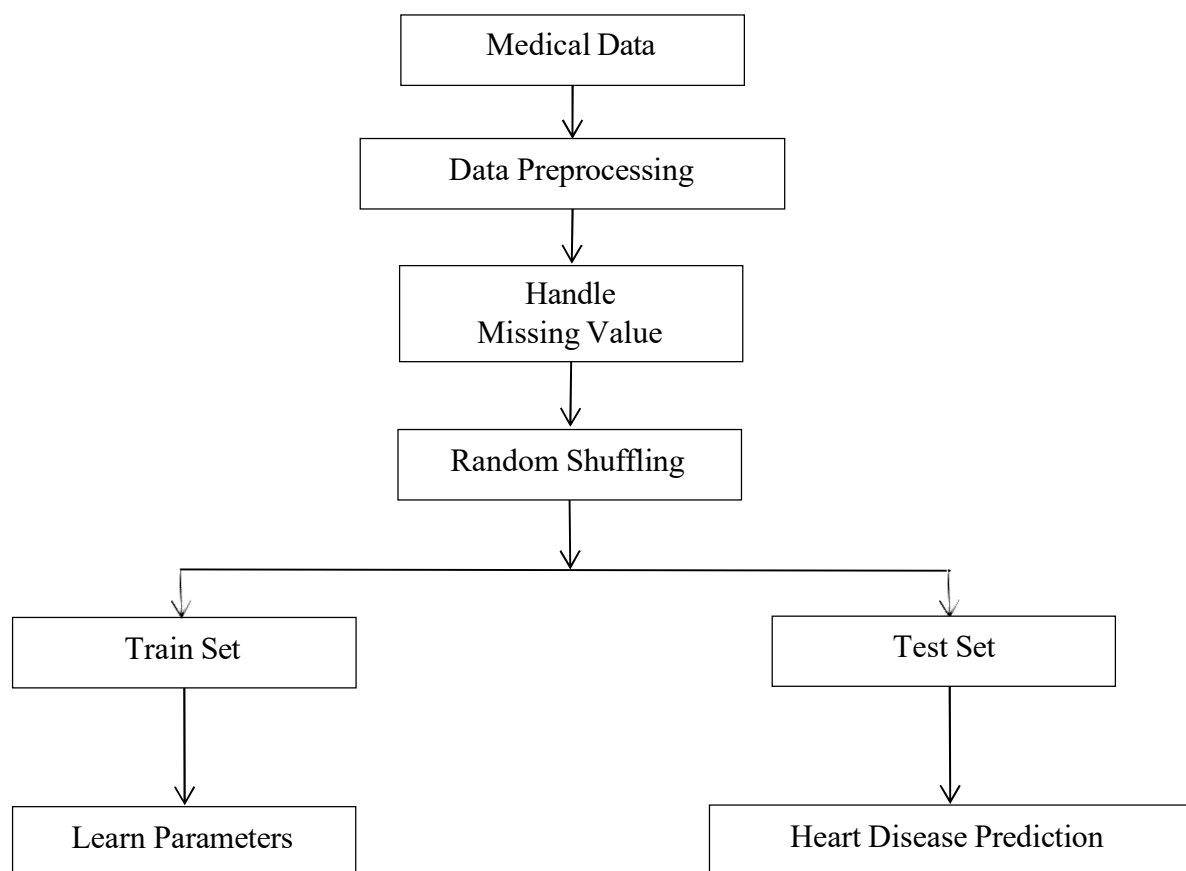 Medical Data
Data Preprocessing
Handle
Missing Value
Random Shuffling
Train Set
Test Set
Learn Parameters
Heart Disease Prediction